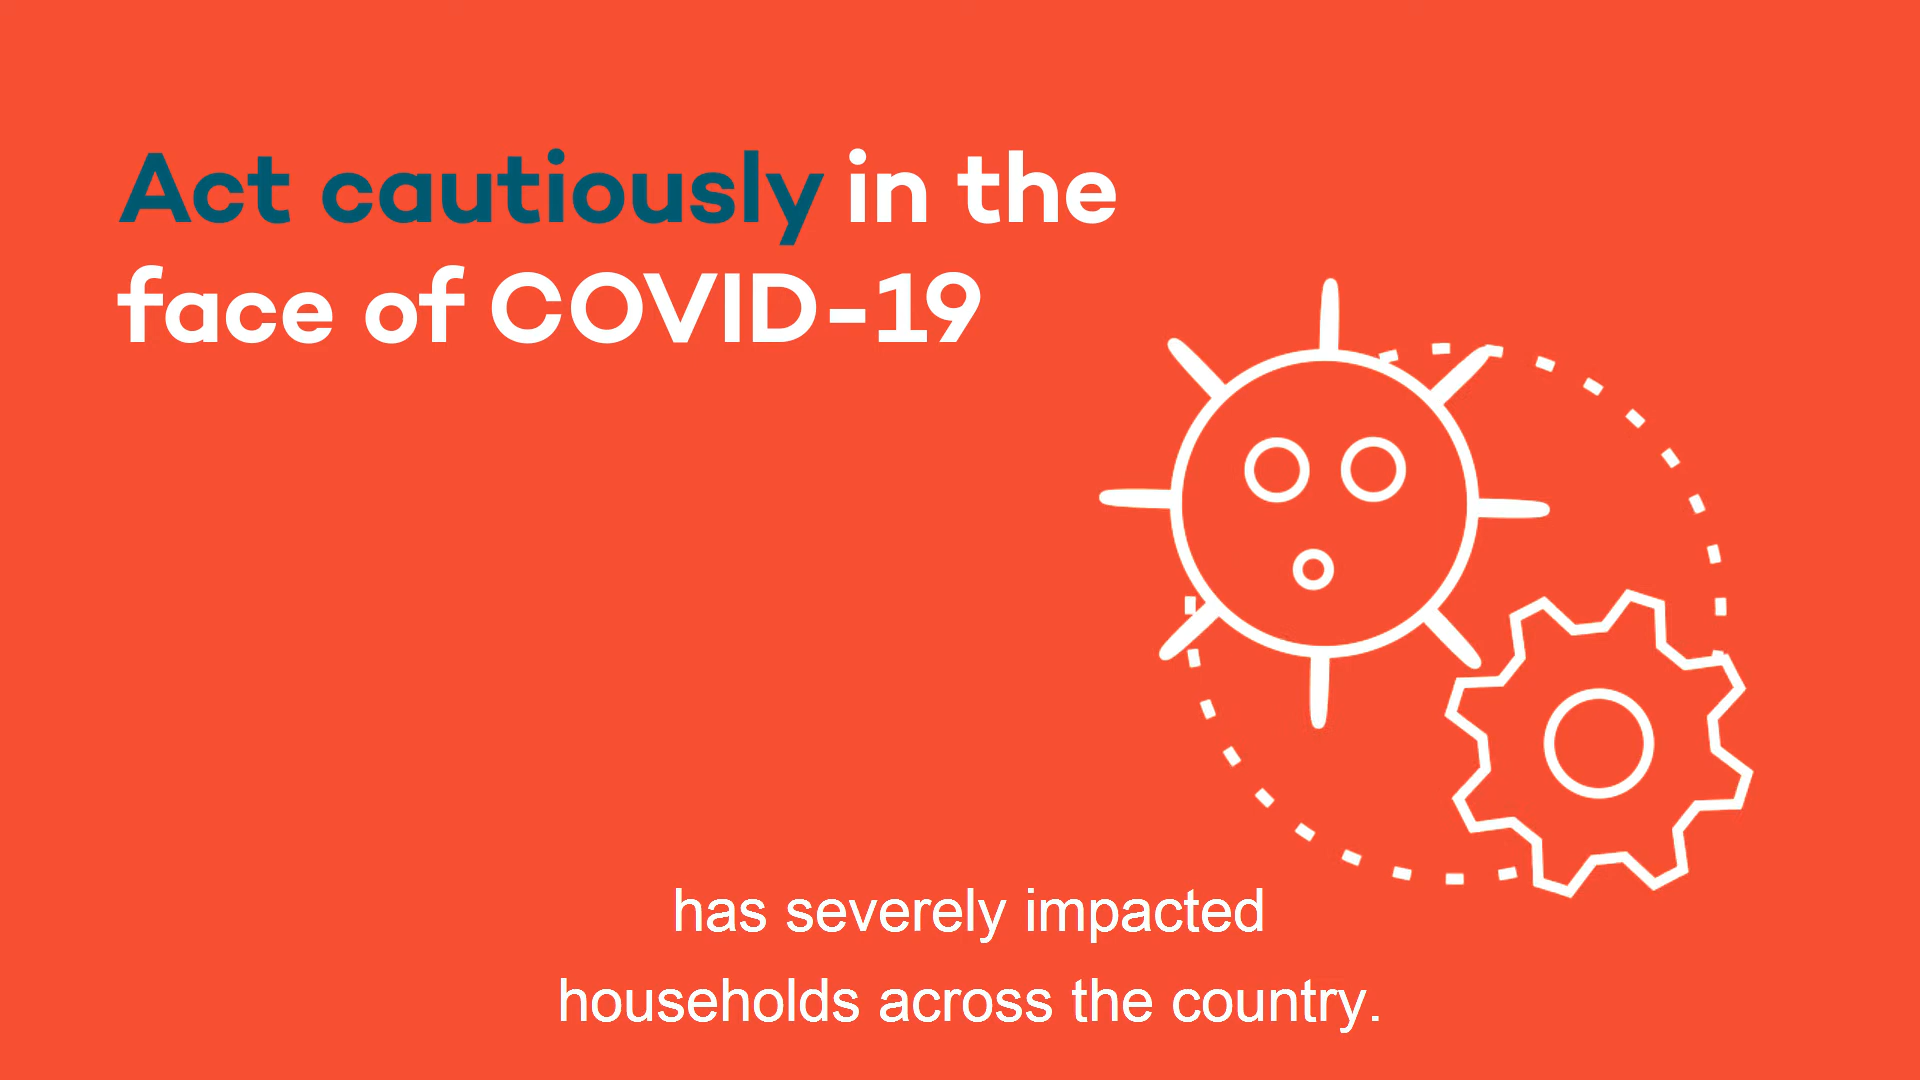 Act cautiously in the
face of COVID-19
has severely impacted
households across the country.